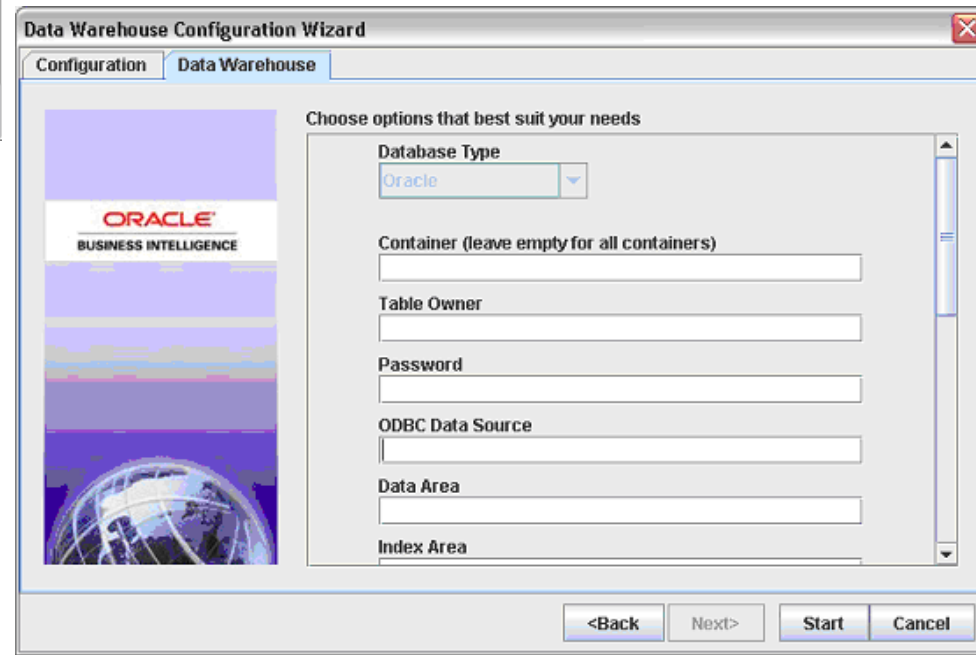 Data Warehouse Configuration Wizard
Configuration
Data Warehouse
Choose options that best suit your needs
ORACLE
BUSINESS INTELLIGENCE
Database Type
Oracle
Container (leave empty for all containers)
Table Owner
Password
ODBC Data Source
Data Area
Index Area
<Back
Next>
Start
Cancel